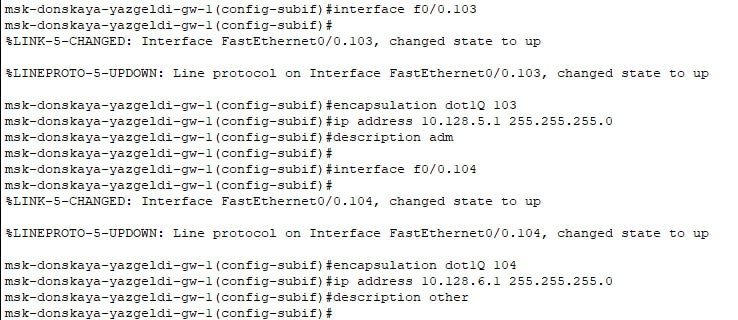 msk-donskaya-yazgeldi-gw-1(config-subif)#interface f0/0.103
msk-donskaya-yazgeldi-gw-1(config-subif)#
%LINK-5-CHANGED: Interface FastEthernet0/0.103, changed state to up
%LINEPROTO-5-UPDOWN: Line protocol on Interface FastEthernet0/0.103, changed state to up
msk-donskaya-yazgeldi-gw-1(config-subif)#encapsulation dot1Q 103
msk-donskaya-yazgeldi-gw-1(config-subif)#ip address 10.128.5.1 255.255.255.0
msk-donskaya-yazgeldi-gw-1(config-subif)#description adm
msk-donskaya-yazgeldi-gw-1(config-subif)#
msk-donskaya-yazgeldi-gw-1(config-subif)#interface f0/0.104
msk-donskaya-yazgeldi-gw-1(config-subif)#
%LINK-5-CHANGED: Interface FastEthernet0/0.104, changed state to up
%LINEPROTO-5-UPDOWN: Line protocol on Interface FastEthernet0/0.104, changed state to up
msk-donskaya-yazgeldi-gw-1(config-subif)#encapsulation dot1Q 104
msk-donskaya-yazgeldi-gw-1(config-subif)#ip address 10.128.6.1 255.255.255.0
msk-donskaya-yazgeldi-gw-1(config-subif)#description other
msk-donskaya-yazgeldi-gw-1(config-subif)#